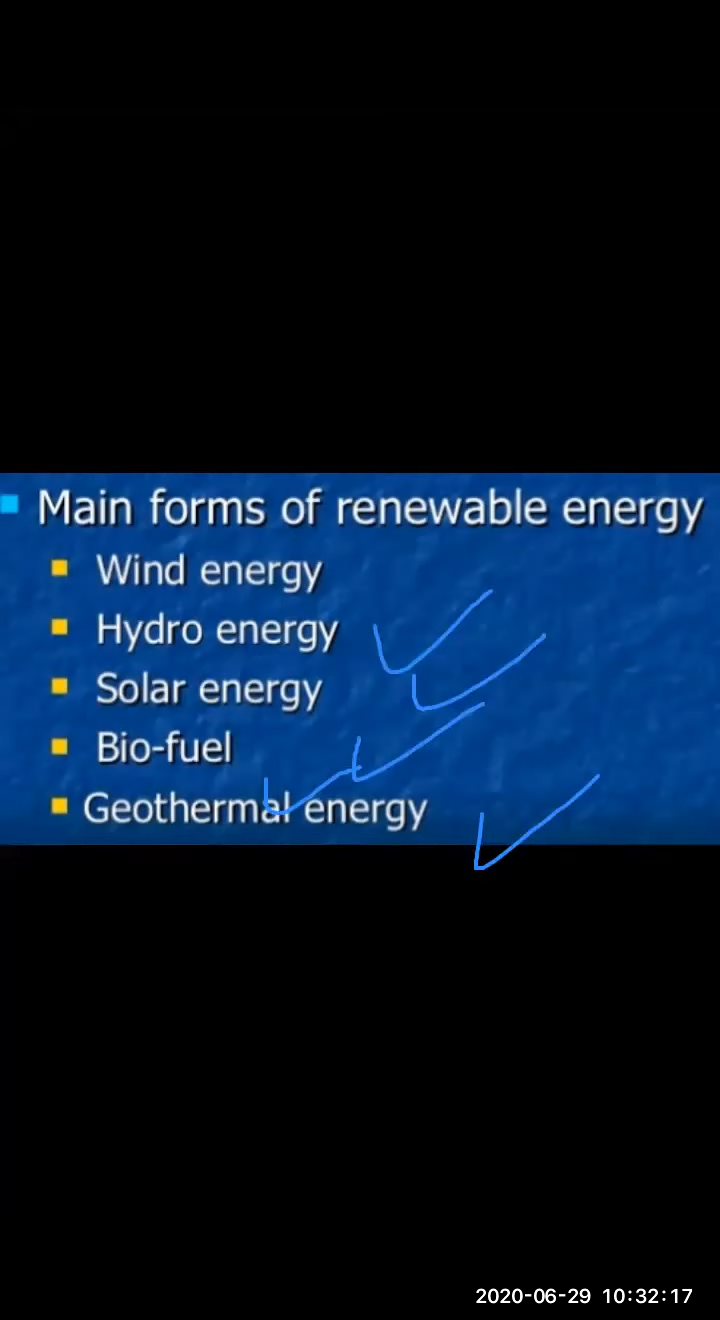 Main forms of renewable energy
Wind energy
Hydro energy
Solar energy
Bio-fuel
Geothermal energy
2020-06-29 10:32:17